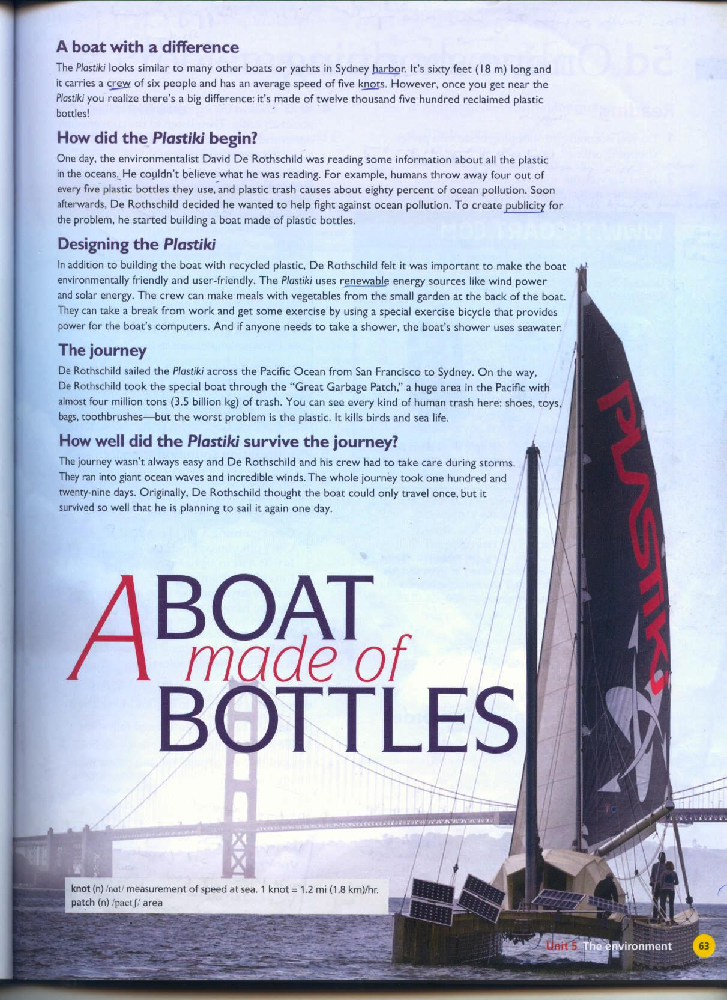 A boat with a difference
The Plastiki looks similar to many other boats or yachts in Sydney harbor. It's sixty feet (18 m) long and
it carries a crew of six people and has an average speed of five knots. However, once you get near the
Plastiki you realize there's a big difference: it's made of twelve thousand five hundred reclaimed plastic
bottles!
How did the Plastiki begin?
One day, the environmentalist David De Rothschild was reading some information about all the plastic
in the oceans. He couldn't believe what he was reading. For example, humans throw away four out of
every five plastic bottles they use, and plastic trash causes about eighty percent of ocean pollution. Soon
afterwards, De Rothschild decided he wanted to help fight against ocean pollution. To create publicity for
the problem, he started building a boat made of plastic bottles.
Designing the Plastiki
In addition to building the boat with recycled plastic, De Rothschild felt it was important to make the boat
environmentally friendly and user-friendly. The Plastiki uses renewable energy sources like wind power
and solar energy. The crew can make meals with vegetables from the small garden at the back of the boat.
They can take a break from work and get some exercise by using a special exercise bicycle that provides
power for the boat's computers. And if anyone needs to take a shower, the boat's shower uses seawater.
The journey
De Rothschild sailed the Plastiki across the Pacific Ocean from San Francisco to Sydney. On the way,
De Rothschild took the special boat through the “Great Garbage Patch,” a huge area in the Pacific with
almost four million tons (3.5 billion kg) of trash. You can see every kind of human trash here: shoes, toys,
bags, toothbrushes—but the worst problem is the plastic. It kills birds and sea life.
How well did the Plastiki survive the journey?
The journey wasn't always easy and De Rothschild and his crew had to take care during storms.
They ran into giant ocean waves and incredible winds. The whole journey took one hundred and
twenty-nine days. Originally, De Rothschild thought the boat could only travel once, but it
survived so well that he is planning to sail it again one day.
PLASTIKI
A BOAT
made of
BOTTLES
knot (n) /nɑt/ measurement of speed at sea. 1 knot = 1.2 mi (1.8 km)/hr.
patch (n) /pætʃ/ area
Unit 5 The environment 63